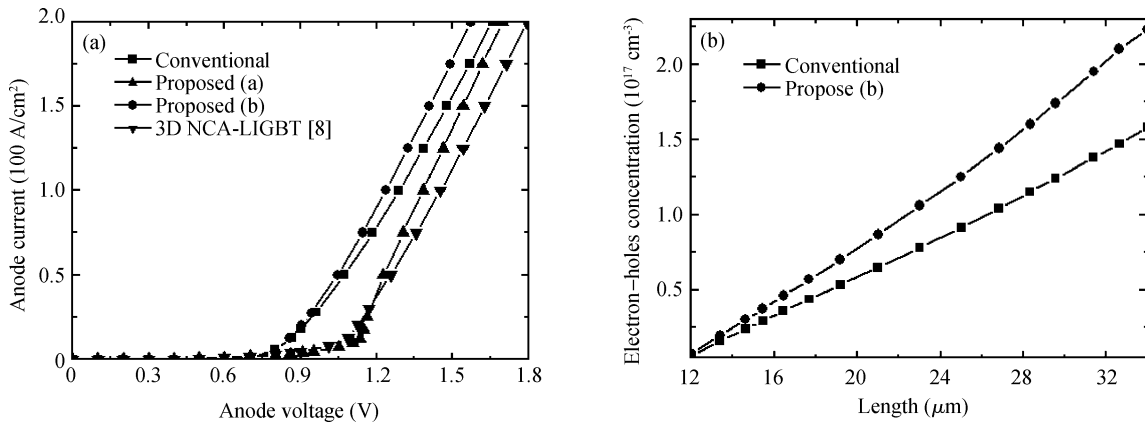 (a)
Conventional
Proposed (a)
Proposed (b)
3D NCA-LIGBT [8]
2.0
1.5
1.0
0.5
0
0
0.3
0.6
0.9
1.2
1.5
1.8
Anode current (100 A/cm²)
Anode voltage (V)
(b)
Conventional
Propose (b)
2.0
1.5
1.0
0.5
12
16
20
24
28
32
Electron−holes concentration (10¹⁷ cm⁻³)
Length (μm)